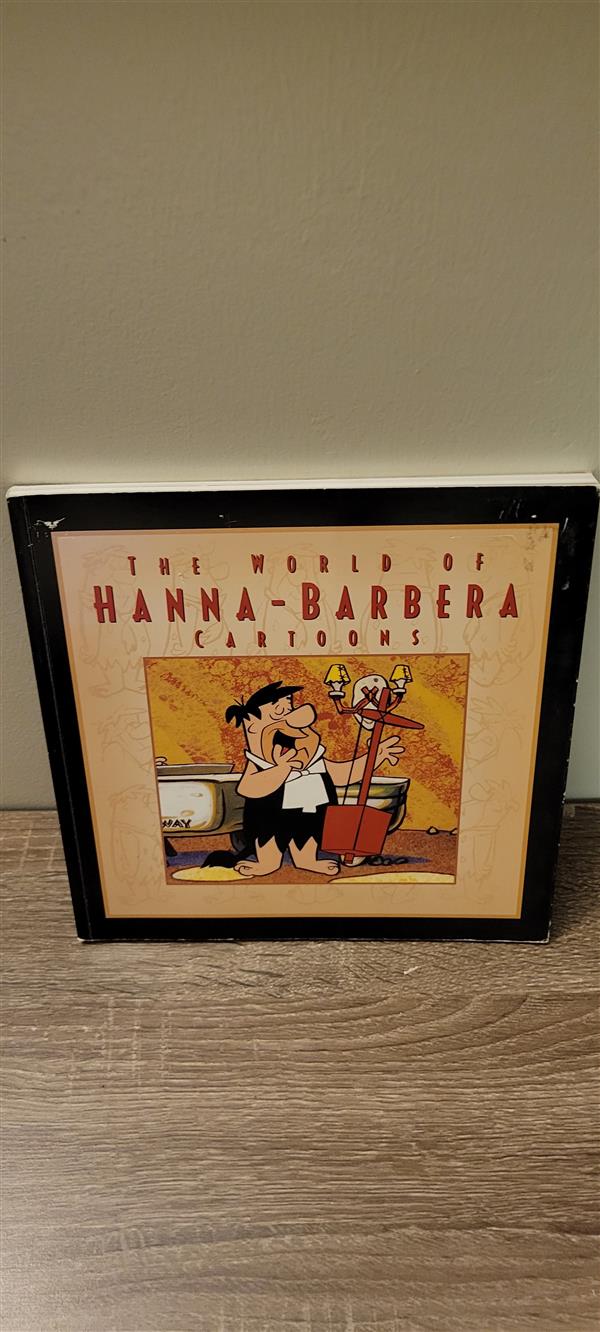 THE WORLD OF
HANNA-BARBERA
CARTOONS
WAY